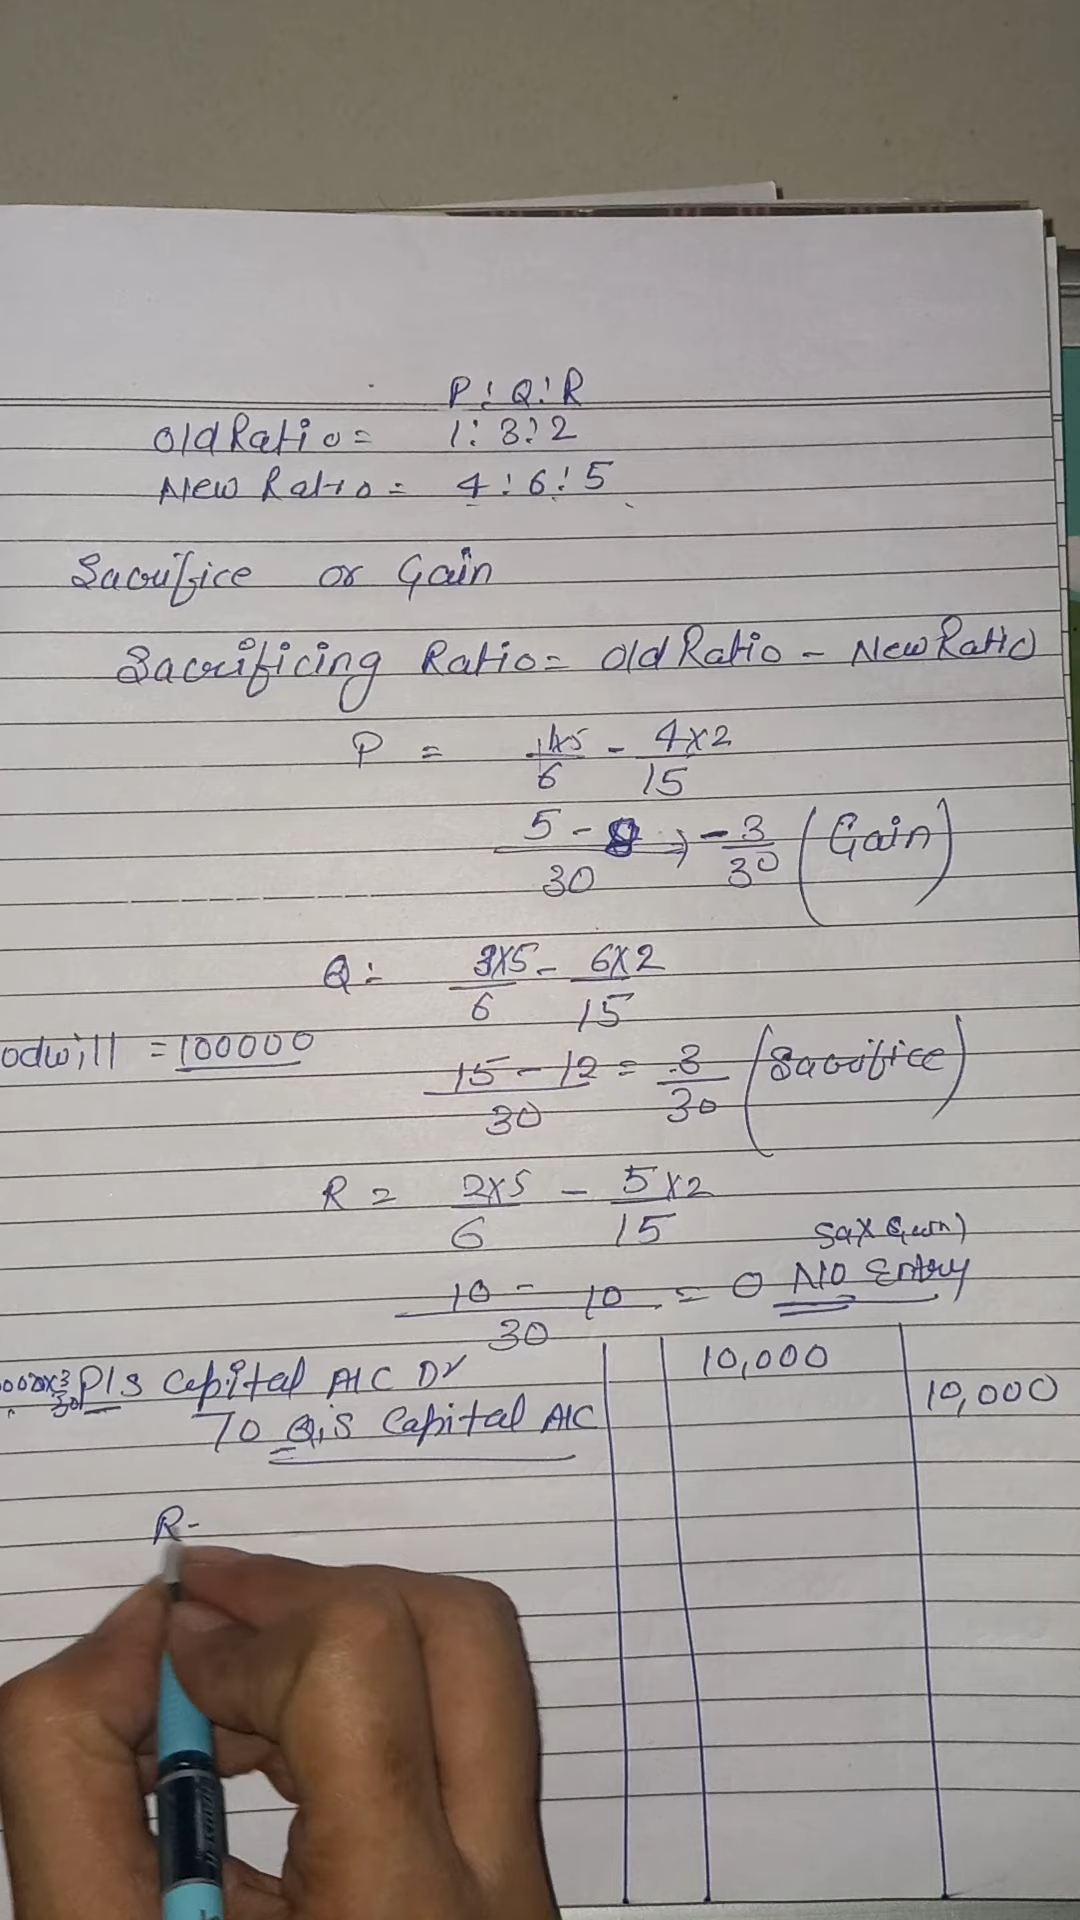 P : Q : R
Old Ratio = 1 : 3 : 2
New Ratio = 4 : 6 : 5
Sacrifice or Gain
Sacrificing Ratio = Old Ratio - New Ratio
P = 1x5/6 - 4x2/15
5 - 8/30 ⇒ -3/30 (Gain)
Q = 3x5/6 - 6x2/15
odwill = 100000
15 - 12/30 = 3/30 (Sacrifice)
R = 2x5/6 - 5x2/15
10 - 10/30 = 0 No Entry
P's Capital A/C Dr 10,000
To Q's Capital A/C 10,000
R-